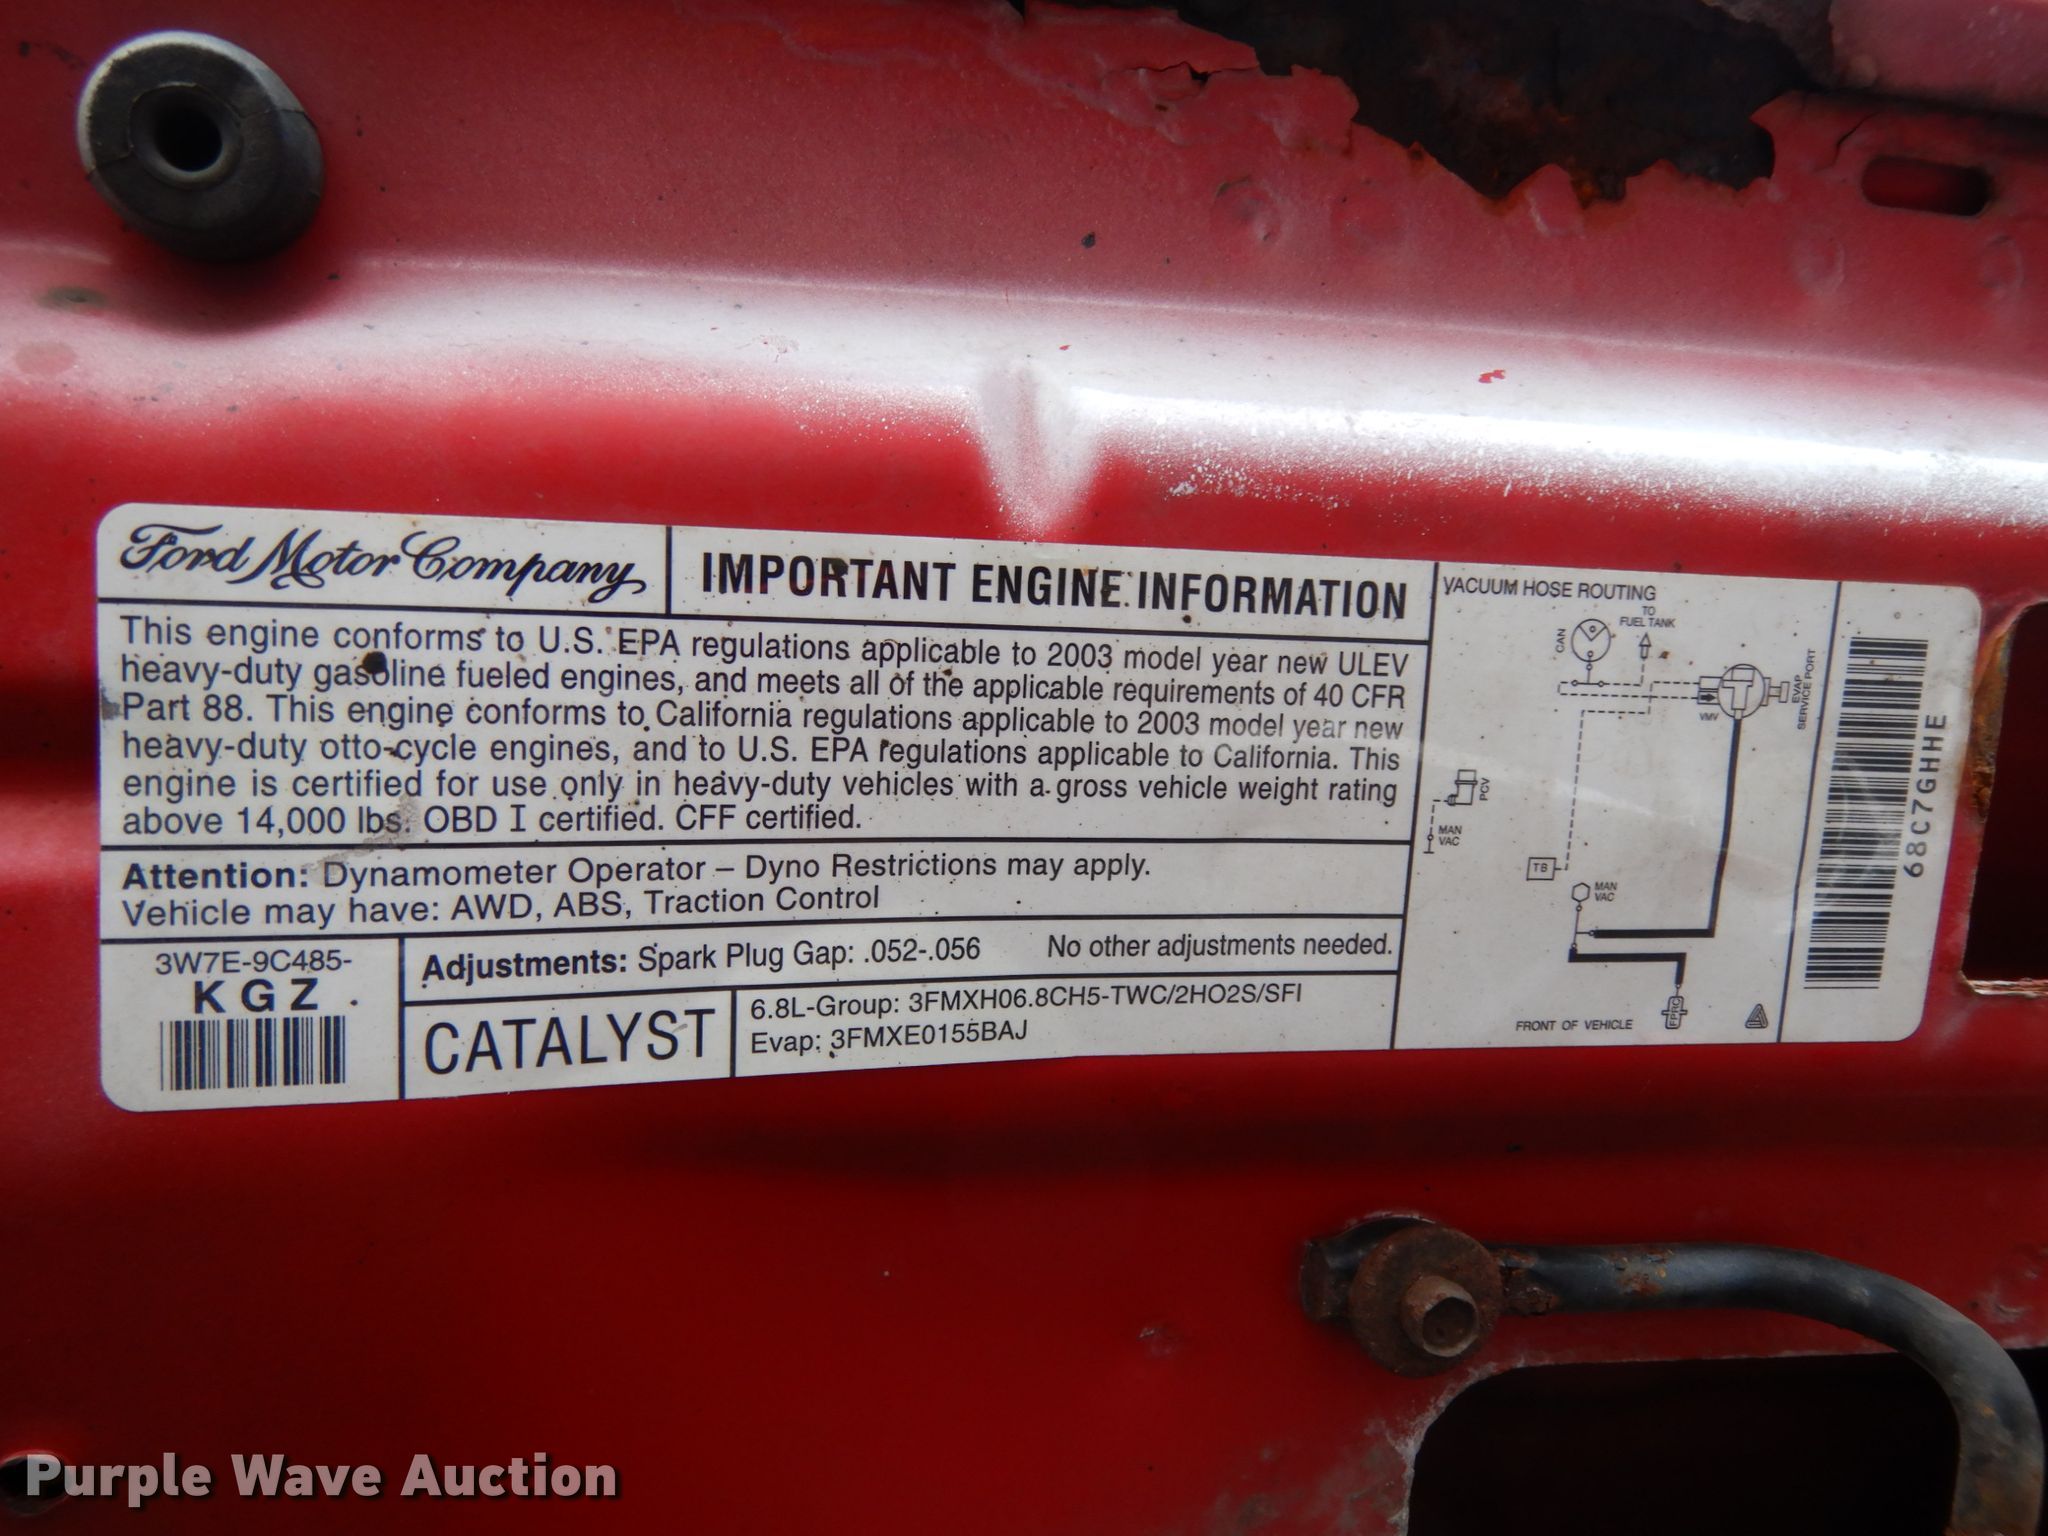 Ford Motor Company
IMPORTANT ENGINE INFORMATION
This engine conforms to U.S. EPA regulations applicable to 2003 model year new ULEV
heavy-duty gasoline fueled engines, and meets all of the applicable requirements of 40 CFR
Part 88. This engine conforms to California regulations applicable to 2003 model year new
heavy-duty otto-cycle engines, and to U.S. EPA regulations applicable to California. This
engine is certified for use only in heavy-duty vehicles with a gross vehicle weight rating
above 14,000 lbs. OBD I certified. CFF certified.
Attention: Dynamometer Operator – Dyno Restrictions may apply.
Vehicle may have: AWD, ABS, Traction Control
3W7E-9C485-
KGZ
Adjustments: Spark Plug Gap: .052-.056 No other adjustments needed.
CATALYST
6.8L-Group: 3FMXH06.8CH5-TWC/2HO2S/SFI
Evap: 3FMXE0155BAJ
VACUUM HOSE ROUTING
TO
FUEL TANK
CAN
VMV
EVAP
SERVICE PORT
PCV
MAN
VAC
TB
MAN
VAC
FPRC
FRONT OF VEHICLE
68C7GHHE
Purple Wave Auction